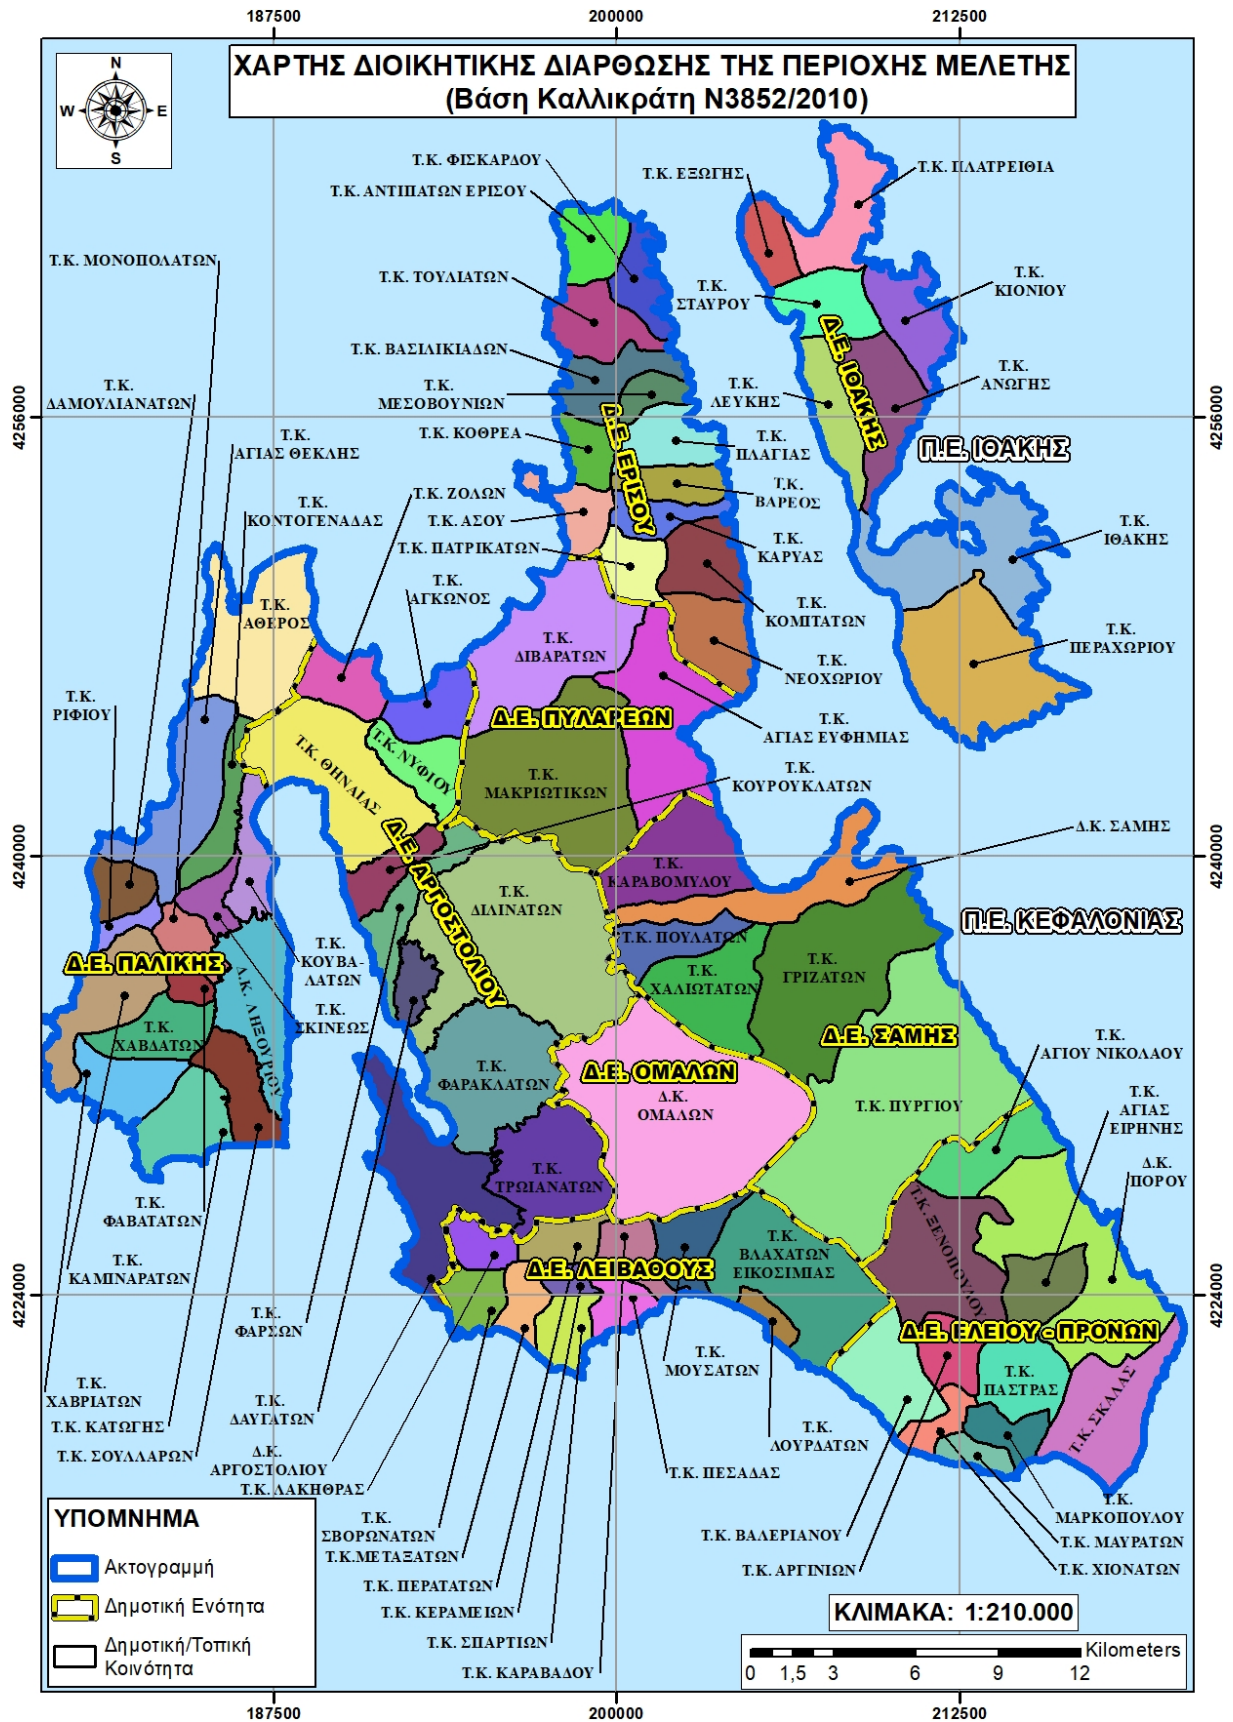 187500
200000
212500
ΧΑΡΤΗΣ ΔΙΟΙΚΗΤΙΚΗΣ ΔΙΑΡΘΩΣΗΣ ΤΗΣ ΠΕΡΙΟΧΗΣ ΜΕΛΕΤΗΣ
(Βάση Καλλικράτη Ν3852/2010)
N
W
E
S
Τ.Κ. ΦΙΣΚΑΡΔΟΥ
Τ.Κ. ΑΝΤΙΠΑΤΩΝ ΕΡΙΣΟΥ
Τ.Κ. ΕΞΩΓΗΣ
Τ.Κ. ΠΛΑΤΡΕΙΘΙΑ
Τ.Κ. ΜΟΝΟΠΟΛΑΤΩΝ
Τ.Κ. ΤΟΥΛΙΑΤΩΝ
Τ.Κ.
ΣΤΑΥΡΟΥ
Τ.Κ.
ΚΙΟΝΙΟΥ
Τ.Κ. ΒΑΣΙΛΙΚΙΑΔΩΝ
Δ.Ε. ΙΘΑΚΗΣ
Τ.Κ.
ΑΝΩΓΗΣ
Τ.Κ.
ΔΑΜΟΥΛΙΑΝΑΤΩΝ
Τ.Κ.
ΜΕΣΟΒΟΥΝΙΩΝ
Τ.Κ.
ΛΕΥΚΗΣ
4256000
4256000
Τ.Κ. ΚΟΘΡΕΑ
Δ.Ε. ΕΡΙΣΟΥ
Τ.Κ.
ΠΛΑΓΙΑΣ
Π.Ε. ΙΘΑΚΗΣ
Τ.Κ.
ΑΓΙΑΣ ΘΕΚΛΗΣ
Τ.Κ. ΖΟΛΩΝ
Τ.Κ.
ΒΑΡΕΟΣ
Τ.Κ.
ΚΟΝΤΟΓΕΝΑΔΑΣ
Τ.Κ. ΑΣΟΥ
Τ.Κ.
ΙΘΑΚΗΣ
Τ.Κ. ΠΑΤΡΙΚΑΤΩΝ
Τ.Κ.
ΚΑΡΥΑΣ
Τ.Κ.
ΑΓΚΩΝΟΣ
Τ.Κ.
ΑΘΕΡΟΣ
Τ.Κ.
ΚΟΜΙΤΑΤΩΝ
Τ.Κ.
ΔΙΒΑΡΑΤΩΝ
Τ.Κ.
ΠΕΡΑΧΩΡΙΟΥ
Τ.Κ.
ΝΕΟΧΩΡΙΟΥ
Τ.Κ.
ΡΙΦΙΟΥ
Δ.Ε. ΠΥΛΑΡΕΩΝ
Τ.Κ.
ΑΓΙΑΣ ΕΥΦΗΜΙΑΣ
Τ.Κ. ΘΗΝΑΙΑΣ
Τ.Κ. ΝΥΦΙΟΥ
Τ.Κ.
ΜΑΚΡΙΩΤΙΚΩΝ
Τ.Κ.
ΚΟΥΡΟΥΚΛΑΤΩΝ
Δ.Κ. ΣΑΜΗΣ
4240000
4240000
Δ.Ε. ΑΡΓΟΣΤΟΛΙΟΥ
Τ.Κ.
ΚΑΡΑΒΟΜΥΛΟΥ
Τ.Κ.
ΔΙΛΙΝΑΤΩΝ
Π.Ε. ΚΕΦΑΛΟΝΙΑΣ
Τ.Κ. ΠΟΥΛΑΤΩΝ
Τ.Κ.
ΚΟΥΒΑ-
ΛΑΤΩΝ
Δ.Ε. ΠΑΛΙΚΗΣ
Τ.Κ.
ΧΑΛΙΩΤΑΤΩΝ
Τ.Κ.
ΓΡΙΖΑΤΩΝ
Δ.Κ. ΛΗΞΟΥΡΙΟΥ
Τ.Κ.
ΣΚΙΝΕΩΣ
Τ.Κ.
ΧΑΒΔΑΤΩΝ
Δ.Ε. ΣΑΜΗΣ
Τ.Κ.
ΑΓΙΟΥ ΝΙΚΟΛΑΟΥ
Τ.Κ.
ΦΑΡΑΚΛΑΤΩΝ
Δ.Ε. ΟΜΑΛΩΝ
Δ.Κ.
ΟΜΑΛΩΝ
Τ.Κ. ΠΥΡΓΙΟΥ
Τ.Κ.
ΑΓΙΑΣ
ΕΙΡΗΝΗΣ
Δ.Κ.
ΠΟΡΟΥ
Τ.Κ.
ΤΡΩΙΑΝΑΤΩΝ
Τ.Κ.
ΦΑΒΑΤΑΤΩΝ
Τ.Κ. ΞΕΝΟΠΟΥΛΟΥ
Τ.Κ.
ΒΛΑΧΑΤΩΝ
ΕΙΚΟΣΙΜΙΑΣ
Τ.Κ.
ΚΑΜΙΝΑΡΑΤΩΝ
Δ.Ε. ΛΕΙΒΑΘΟΥΣ
4224000
4224000
Τ.Κ.
ΦΑΡΣΩΝ
Δ.Ε. ΕΛΕΙΟΥ - ΠΡΟΝΩΝ
Τ.Κ.
ΜΟΥΣΑΤΩΝ
Τ.Κ.
ΠΑΣΤΡΑΣ
Τ.Κ. ΣΚΑΛΑΣ
Τ.Κ.
ΧΑΒΡΙΑΤΩΝ
Τ.Κ. ΚΑΤΩΓΗΣ
Τ.Κ.
ΔΑΥΓΑΤΩΝ
Τ.Κ.
ΛΟΥΡΔΑΤΩΝ
Τ.Κ. ΣΟΥΛΛΑΡΩΝ
Δ.Κ.
ΑΡΓΟΣΤΟΛΙΟΥ
Τ.Κ. ΠΕΣΑΔΑΣ
Τ.Κ. ΛΑΚΗΘΡΑΣ
Τ.Κ.
ΜΑΡΚΟΠΟΥΛΟΥ
Τ.Κ.
ΣΒΟΡΩΝΑΤΩΝ
Τ.Κ. ΒΑΛΕΡΙΑΝΟΥ
Τ.Κ. ΜΑΥΡΑΤΩΝ
Τ.Κ.ΜΕΤΑΞΑΤΩΝ
Τ.Κ. ΑΡΓΙΝΙΩΝ
Τ.Κ. ΧΙΟΝΑΤΩΝ
Τ.Κ. ΠΕΡΑΤΑΤΩΝ
Τ.Κ. ΚΕΡΑΜΕΙΩΝ
Τ.Κ. ΣΠΑΡΤΙΩΝ
Τ.Κ. ΚΑΡΑΒΑΔΟΥ
ΥΠΟΜΝΗΜΑ
Ακτογραμμή
Δημοτική Ενότητα
Δημοτική/Τοπική
Κοινότητα
ΚΛΙΜΑΚΑ: 1:210.000
Kilometers
0 1,5 3 6 9 12
187500
200000
212500